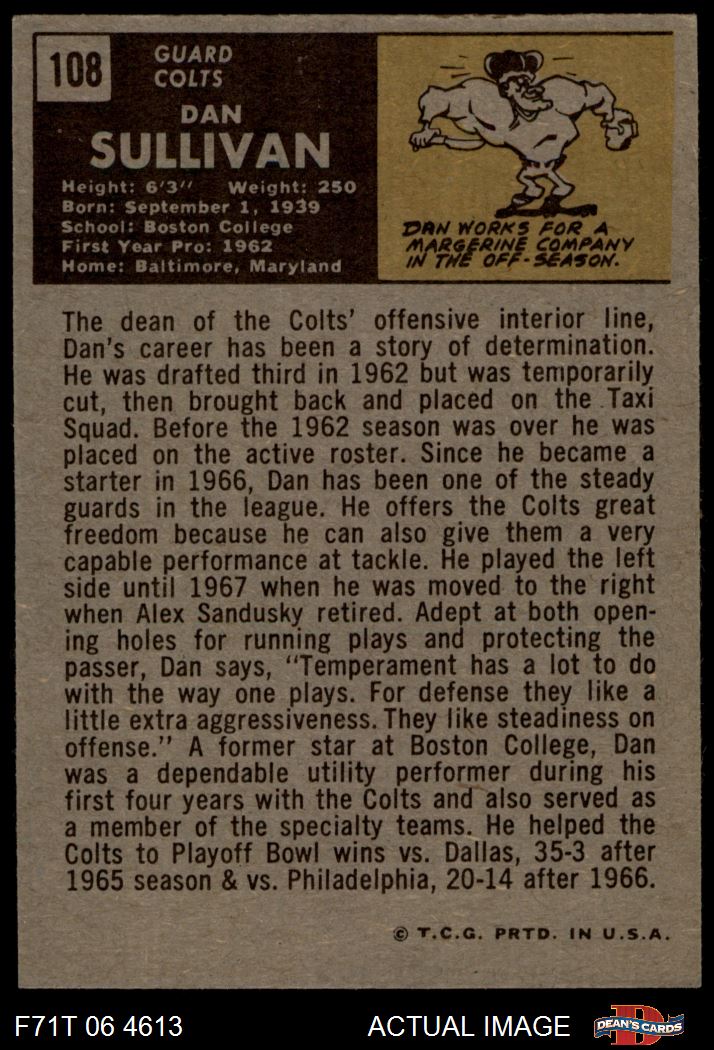 108
GUARD
COLTS
DAN
SULLIVAN
Height: 6'3" Weight: 250
Born: September 1, 1939
School: Boston College
First Year Pro: 1962
Home: Baltimore, Maryland
DAN WORKS FOR A
MARGERINE COMPANY
IN THE OFF-SEASON.
The dean of the Colts' offensive interior line,
Dan's career has been a story of determination.
He was drafted third in 1962 but was temporarily
cut, then brought back and placed on the Taxi
Squad. Before the 1962 season was over he was
placed on the active roster. Since he became a
starter in 1966, Dan has been one of the steady
guards in the league. He offers the Colts great
freedom because he can also give them a very
capable performance at tackle. He played the left
side until 1967 when he was moved to the right
when Alex Sandusky retired. Adept at both open-
ing holes for running plays and protecting the
passer, Dan says, "Temperament has a lot to do
with the way one plays. For defense they like a
little extra aggressiveness. They like steadiness on
offense." A former star at Boston College, Dan
was a dependable utility performer during his
first four years with the Colts and also served as
a member of the specialty teams. He helped the
Colts to Playoff Bowl wins vs. Dallas, 35-3 after
1965 season & vs. Philadelphia, 20-14 after 1966.
© T.C.G. PRTD. IN U.S.A.
F71T 06 4613 ACTUAL IMAGE DEAN'S CARDS